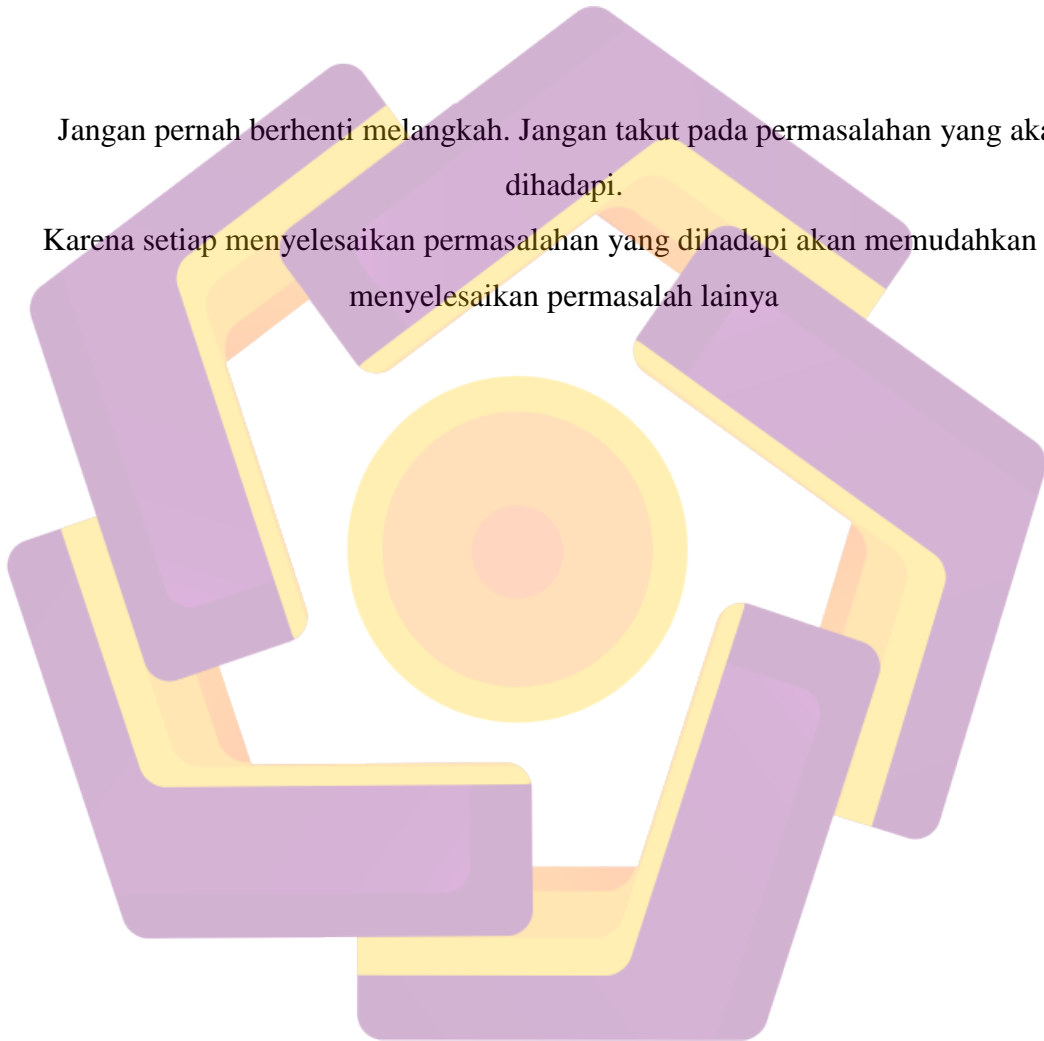 Jangan pernah berhenti melangkah. Jangan takut pada permasalahan yang aka
dihadapi.
Karena setiap menyelesaikan permasalahan yang dihadapi akan memudahkan
menyelesaikan permasalah lainya